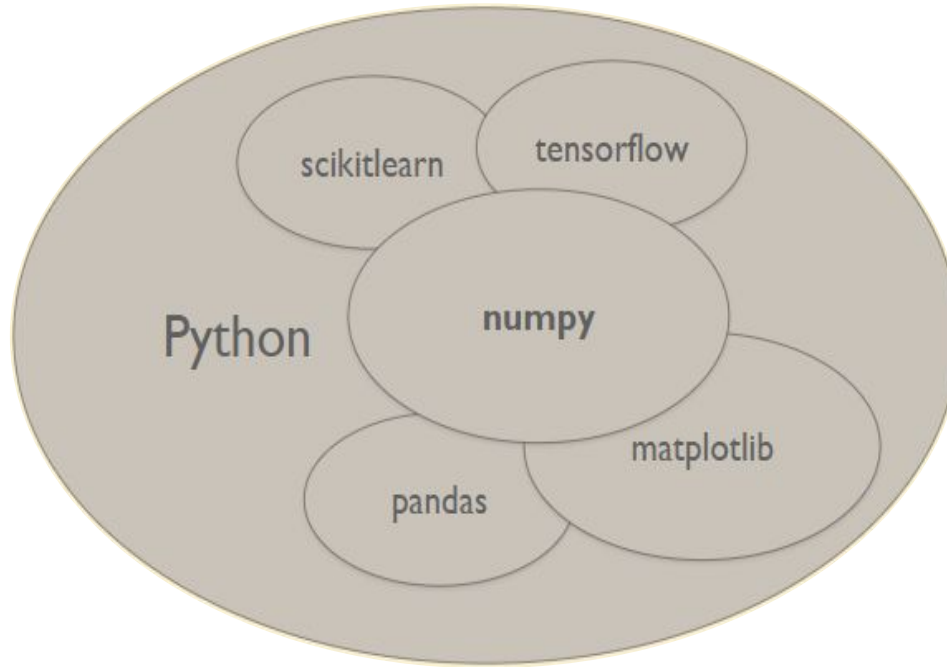 tensorflow
scikitlearn
numpy
Python
matplotlib
pandas